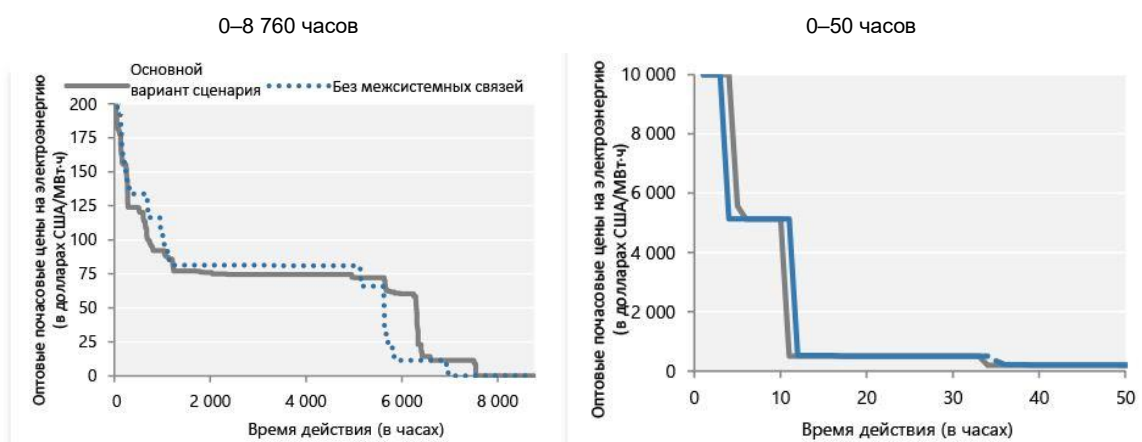 0–8 760 часов
0–50 часов
Оптовые почасовые цены на электроэнергию
(в долларах США/МВт·ч)
Основной
вариант сценария
Без межсистемных связей
200
175
150
125
100
75
50
25
0
0
2 000
4 000
6 000
8 000
Время действия (в часах)
Оптовые почасовые цены на электроэнергию
(в долларах США/МВт·ч)
10 000
8 000
6 000
4 000
2 000
0
0
10
20
30
40
50
Время действия (в часах)